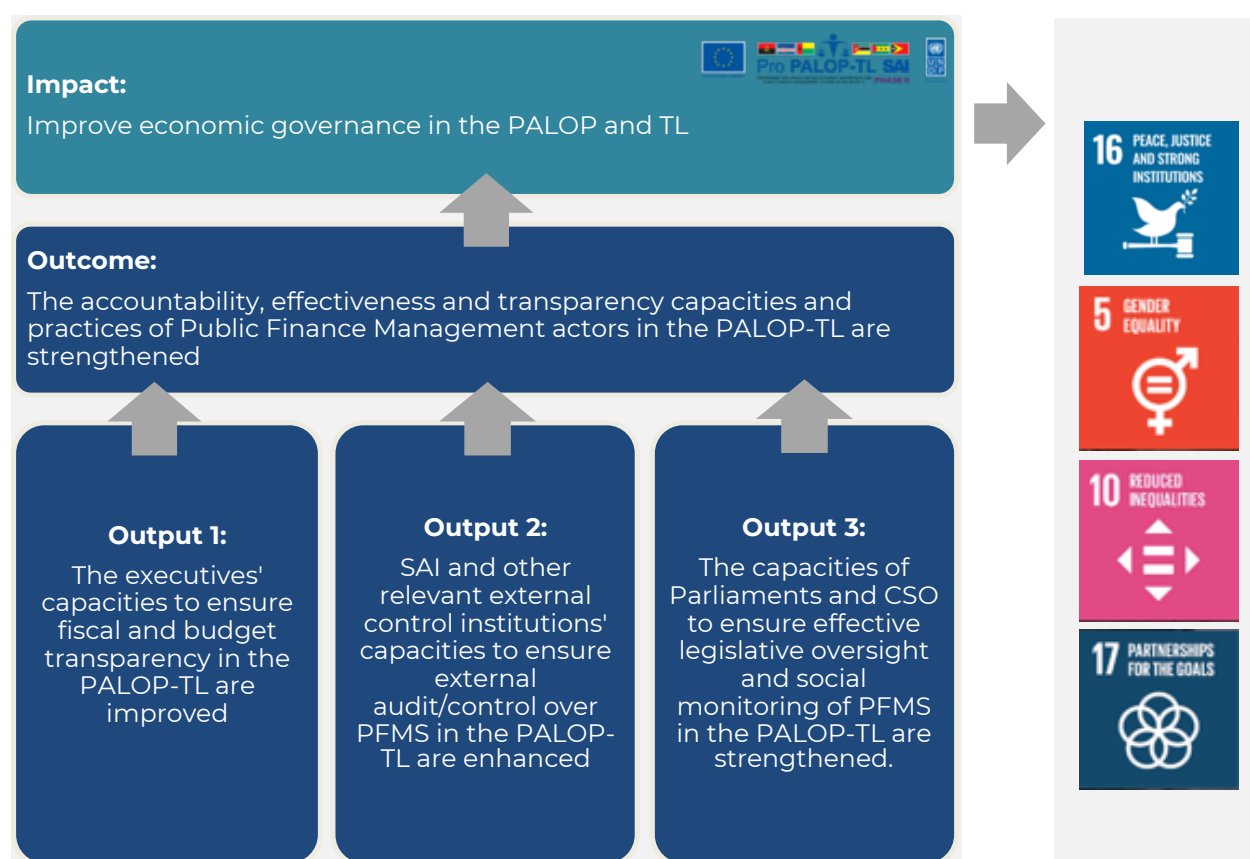 Impact:
Improve economic governance in the PALOP and TL
Pro PALOP-TL SAI
PHASE II
UN
DP
Outcome:
The accountability, effectiveness and transparency capacities and
practices of Public Finance Management actors in the PALOP-TL are
strengthened
Output 1:
The executives'
capacities to ensure
fiscal and budget
transparency in the
PALOP-TL are
improved
Output 2:
SAI and other
relevant external
control institutions'
capacities to ensure
external
audit/control over
PFMS in the PALOP-
TL are enhanced
Output 3:
The capacities of
Parliaments and CSO
to ensure effective
legislative oversight
and social
monitoring of PFMS
in the PALOP-TL are
strengthened.
16 PEACE, JUSTICE
AND STRONG
INSTITUTIONS
5 GENDER
EQUALITY
10 REDUCED
INEQUALITIES
17 PARTNERSHIPS
FOR THE GOALS